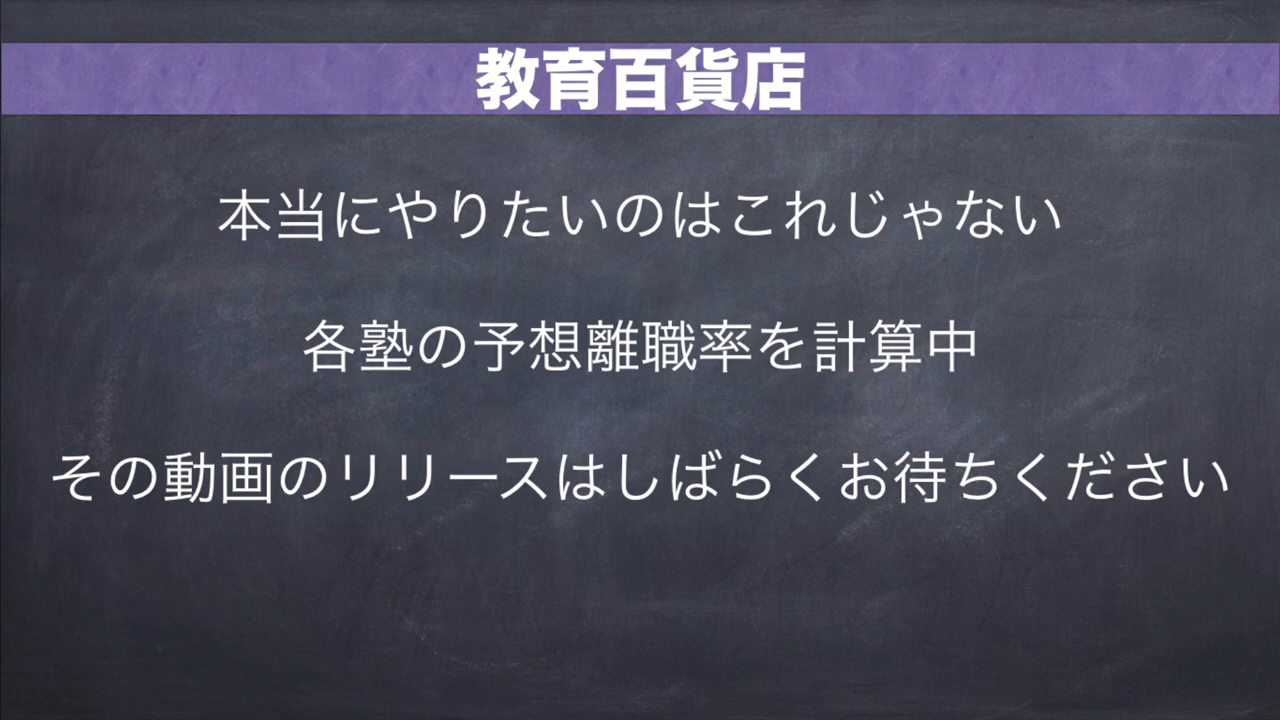 教育百貨店
本当にやりたいのはこれじゃない
各塾の予想離職率を計算中
その動画のリリースはしばらくお待ちください